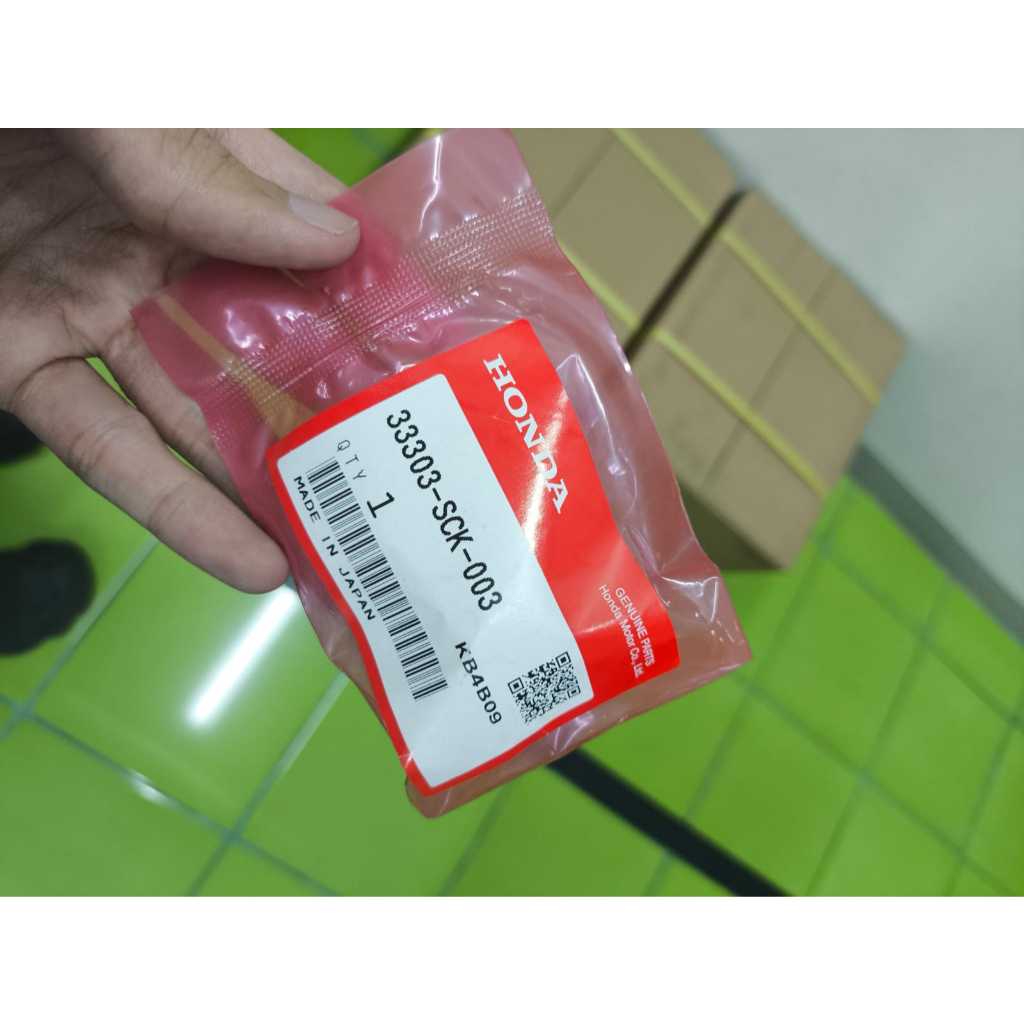 HONDA
GENUINE PARTS
Honda Motor Co., Ltd.
33303-SCK-003
QTY 1
KB4B09
MADE IN JAPAN